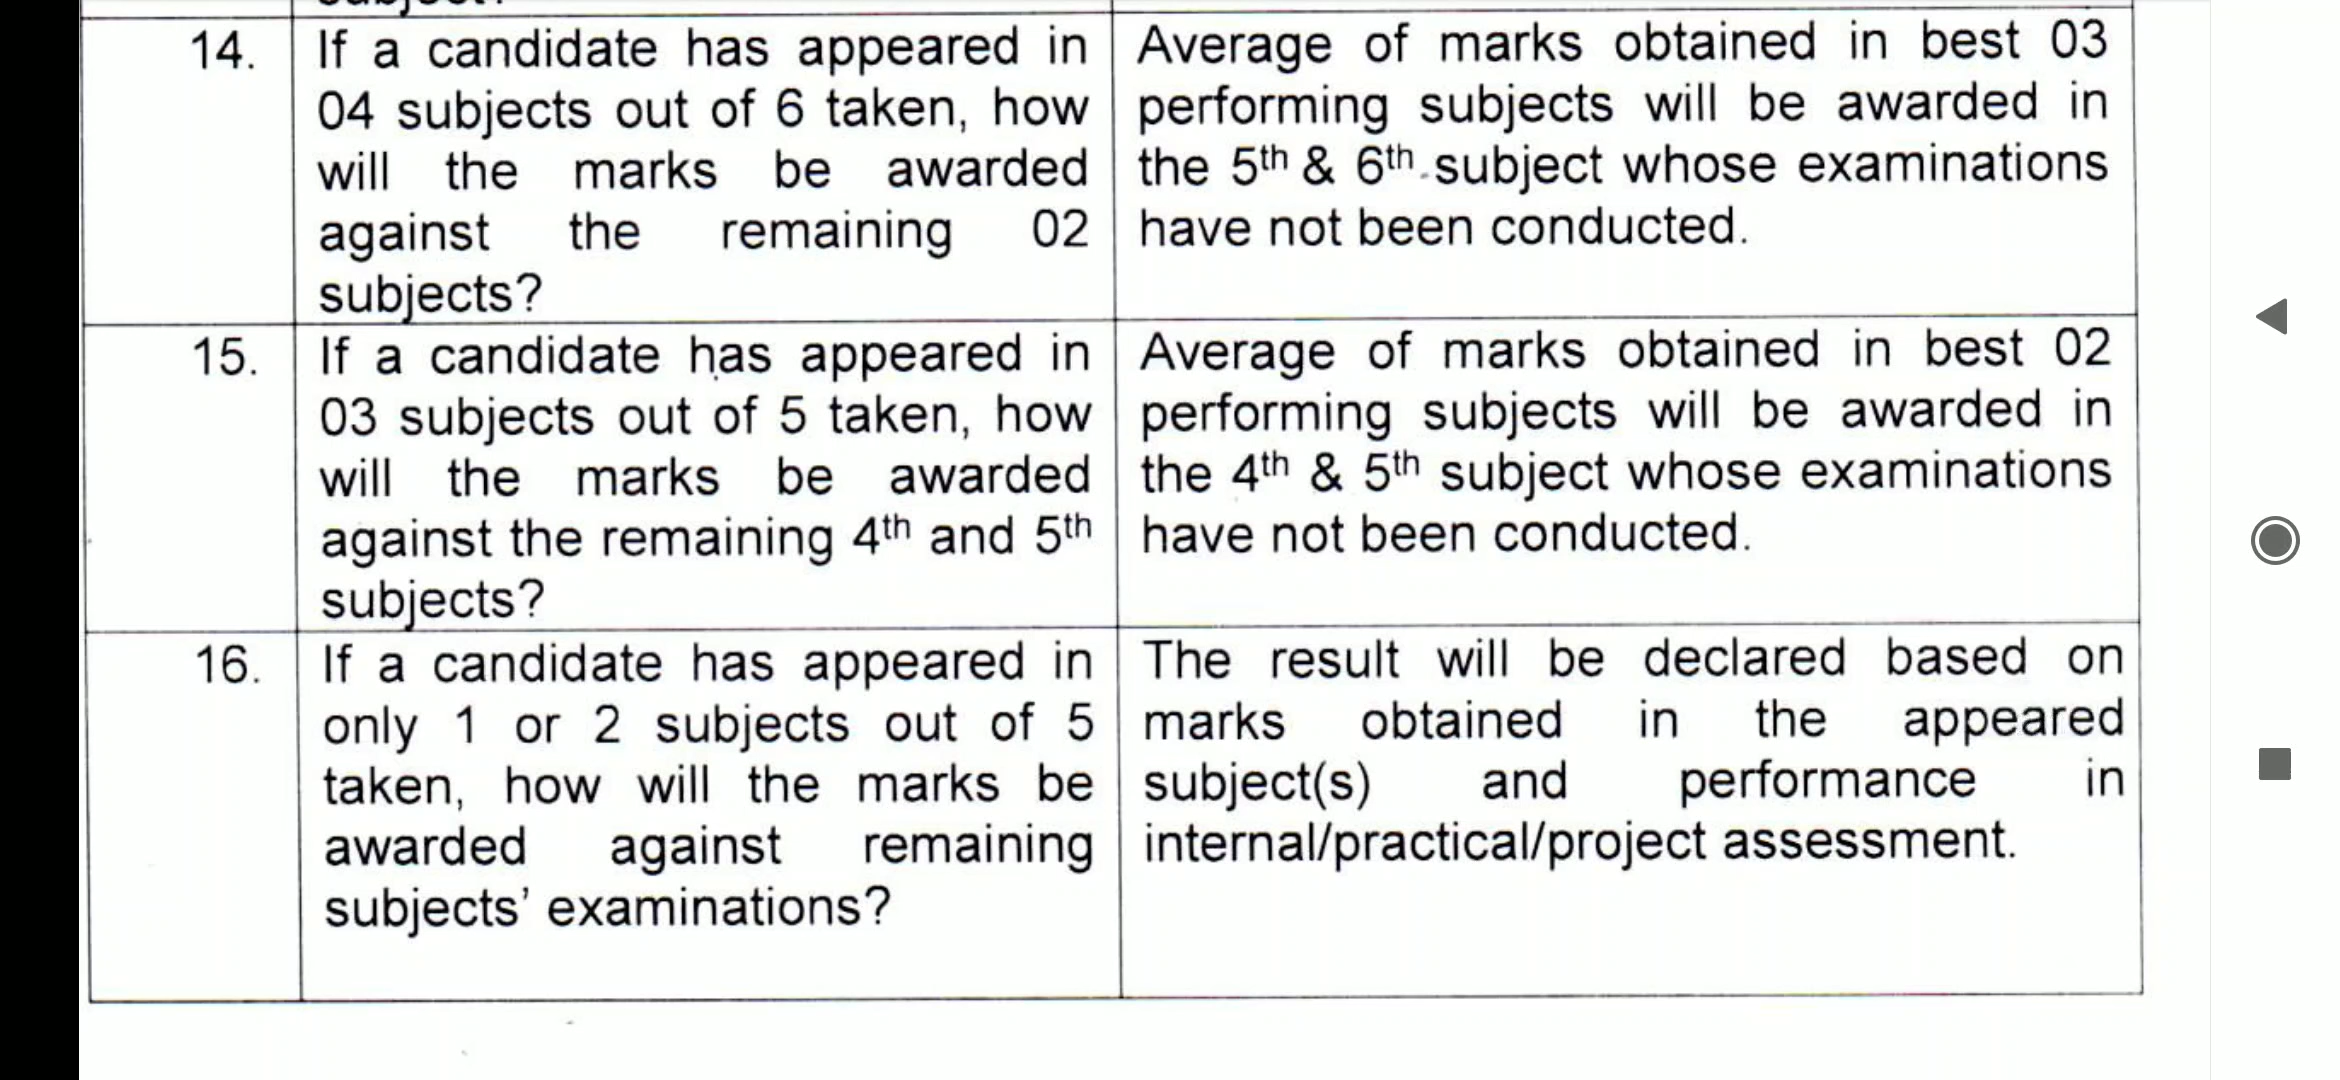 14.
If a candidate has appeared in
04 subjects out of 6 taken, how
will the marks be awarded
against the remaining 02
subjects?
Average of marks obtained in best 03
performing subjects will be awarded in
the 5th & 6th subject whose examinations
have not been conducted.
15.
If a candidate has appeared in
03 subjects out of 5 taken, how
will the marks be awarded
against the remaining 4th and 5th
subjects?
Average of marks obtained in best 02
performing subjects will be awarded in
the 4th & 5th subject whose examinations
have not been conducted.
16.
If a candidate has appeared in
only 1 or 2 subjects out of 5
taken, how will the marks be
awarded against remaining
subjects' examinations?
The result will be declared based on
marks obtained in the appeared
subject(s) and performance in
internal/practical/project assessment.